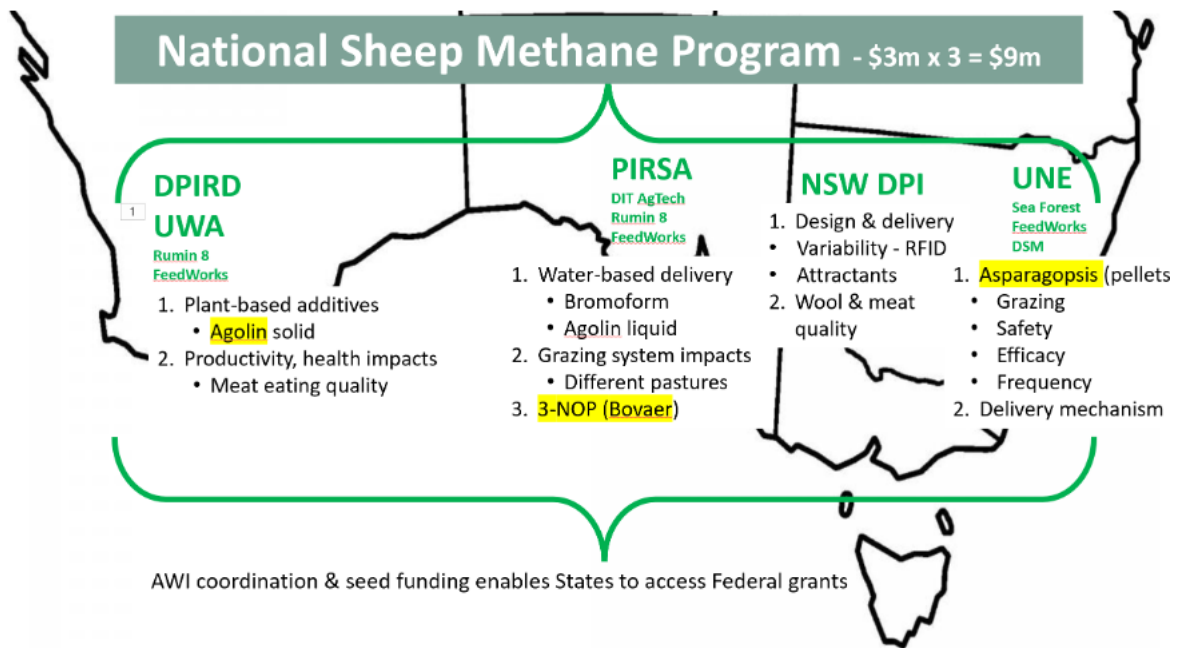 National Sheep Methane Program - $3m x 3 = $9m
DPIRD
UWA
Rumin 8
FeedWorks
1
1. Plant-based additives
• Agolin solid
2. Productivity, health impacts
• Meat eating quality
PIRSA
DIT AgTech
Rumin 8
FeedWorks
1. Water-based delivery
• Bromoform
• Agolin liquid
2. Grazing system impacts
• Different pastures
3. 3-NOP (Bovaer)
NSW DPI
1. Design & delivery
• Variability - RFID
• Attractants
2. Wool & meat
quality
UNE
Sea Forest
FeedWorks
DSM
1. Asparagopsis (pellets
• Grazing
• Safety
• Efficacy
• Frequency
2. Delivery mechanism
AWI coordination & seed funding enables States to access Federal grants